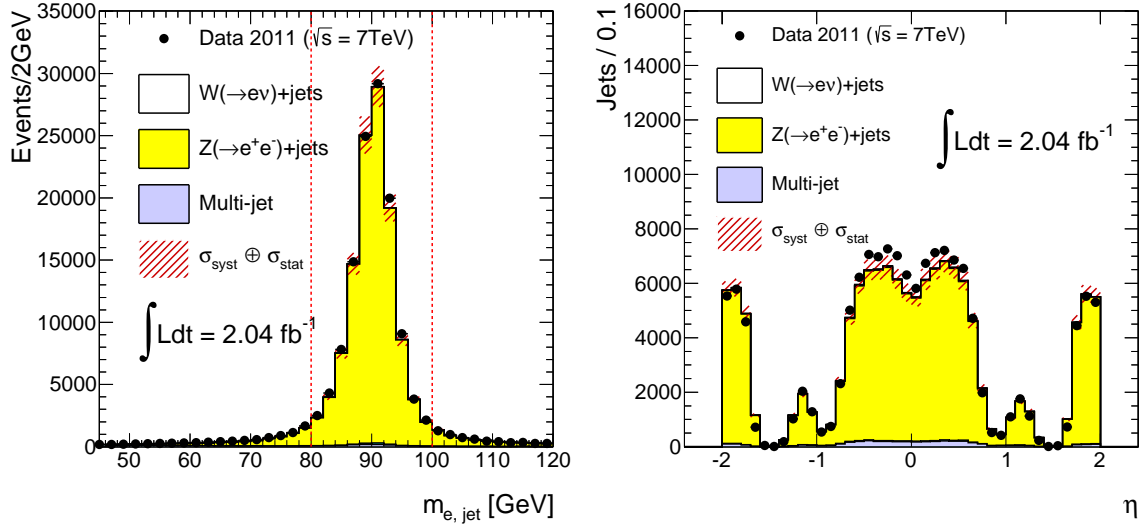 Events/2GeV
35000
30000
25000
20000
15000
10000
5000
0
Data 2011 (√s = 7TeV)
W(→eν)+jets
Z(→e⁺e⁻)+jets
Multi-jet
σsyst ⊕ σstat
∫ Ldt = 2.04 fb⁻¹
50 60 70 80 90 100 110 120
m e, jet [GeV]
Jets / 0.1
16000
14000
12000
10000
8000
6000
4000
2000
0
Data 2011 (√s = 7TeV)
W(→eν)+jets
Z(→e⁺e⁻)+jets
Multi-jet
σsyst ⊕ σstat
∫ Ldt = 2.04 fb⁻¹
-2 -1 0 1 2
η